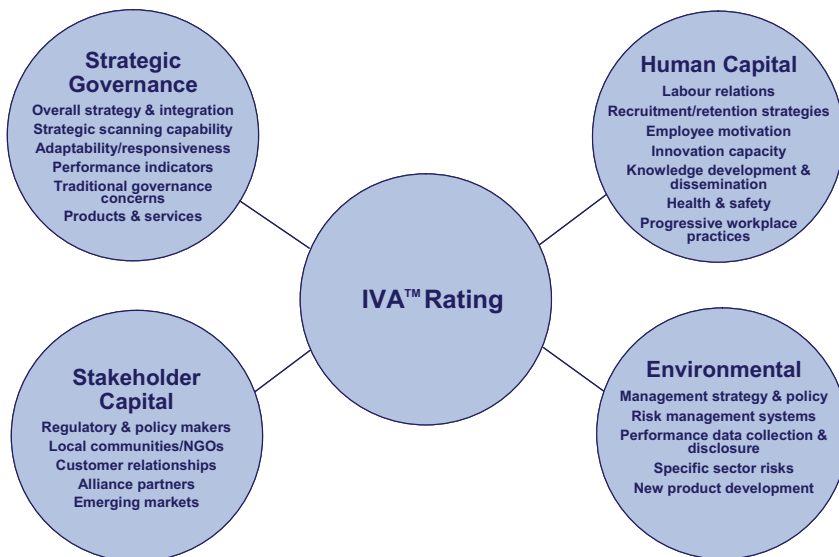 Strategic
Governance
Overall strategy & integration
Strategic scanning capability
Adaptability/responsiveness
Performance indicators
Traditional governance
concerns
Products & services
Human Capital
Labour relations
Recruitment/retention strategies
Employee motivation
Innovation capacity
Knowledge development &
dissemination
Health & safety
Progressive workplace
practices
IVA™ Rating
Stakeholder
Capital
Regulatory & policy makers
Local communities/NGOs
Customer relationships
Alliance partners
Emerging markets
Environmental
Management strategy & policy
Risk management systems
Performance data collection &
disclosure
Specific sector risks
New product development